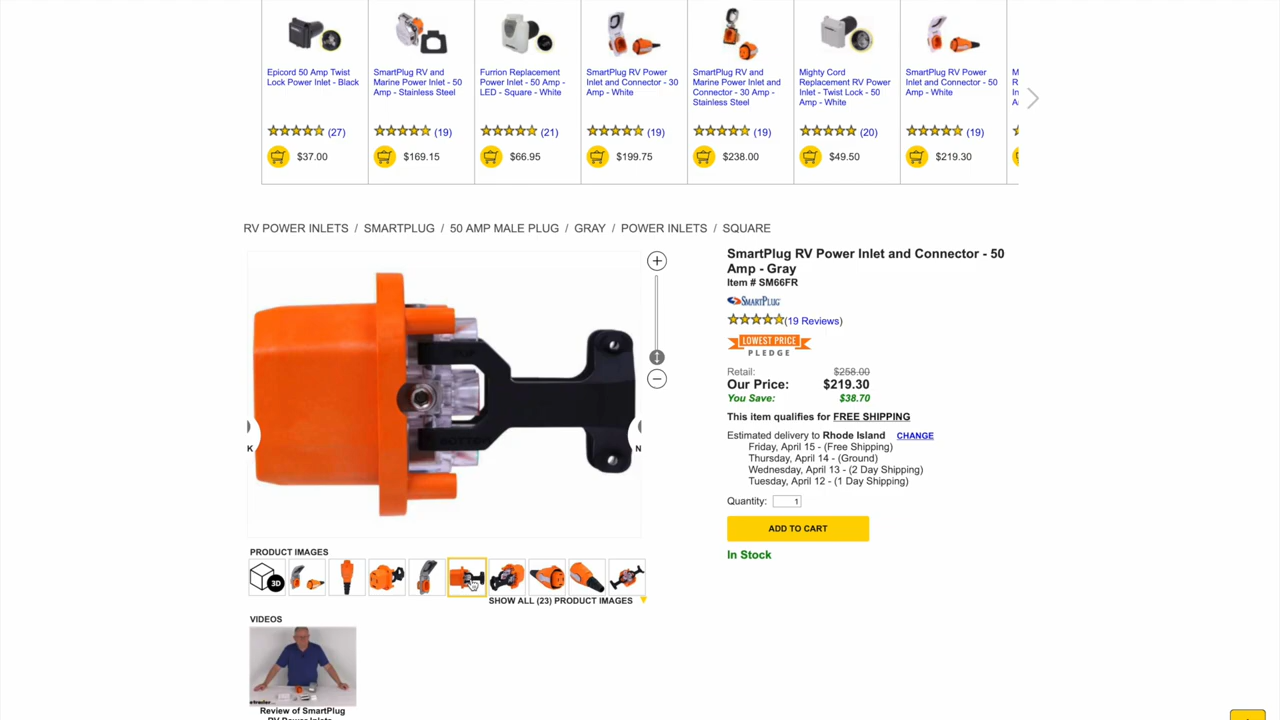 Epicord 50 Amp Twist
Lock Power Inlet - Black
(27)
$37.00
SmartPlug RV and
Marine Power Inlet - 50
Amp - Stainless Steel
(19)
$169.15
Furrion Replacement
Power Inlet - 50 Amp -
LED - Square - White
(21)
$66.95
SmartPlug RV Power
Inlet and Connector - 30
Amp - White
(19)
$199.75
SmartPlug RV and
Marine Power Inlet and
Connector - 30 Amp -
Stainless Steel
(19)
$238.00
Mighty Cord
Replacement RV Power
Inlet - Twist Lock - 50
Amp - White
(20)
$49.50
SmartPlug RV Power
Inlet and Connector - 50
Amp - White
(19)
$219.30
RV POWER INLETS / SMARTPLUG / 50 AMP MALE PLUG / GRAY / POWER INLETS / SQUARE
TOP
BOTTOM
K
N
SmartPlug RV Power Inlet and Connector - 50
Amp - Gray
Item # SM66FR
SMARTPLUG
(19 Reviews)
LOWEST PRICE
PLEDGE
Retail: $258.00
Our Price: $219.30
You Save: $38.70
This item qualifies for FREE SHIPPING
Estimated delivery to Rhode Island CHANGE
Friday, April 15 - (Free Shipping)
Thursday, April 14 - (Ground)
Wednesday, April 13 - (2 Day Shipping)
Tuesday, April 12 - (1 Day Shipping)
Quantity: 1
ADD TO CART
In Stock
PRODUCT IMAGES
3D
SHOW ALL (23) PRODUCT IMAGES
VIDEOS
Review of SmartPlug
RV Power Inlets